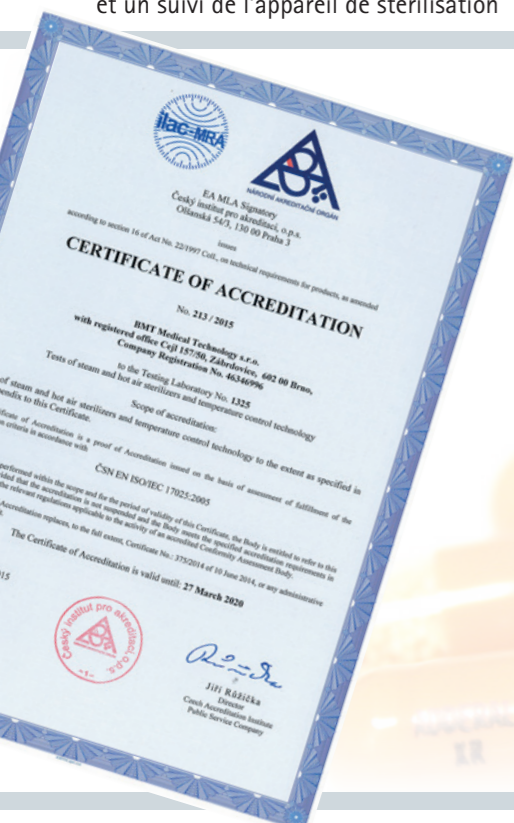 et un suivi de l'appareil de stérilisation
ilac-MRA
NÁRODNÍ AKREDITAČNÍ ORGÁN
EA MLA Signatory
Český institut pro akreditaci, o.p.s.
Olšanská 54/3, 130 00 Praha 3
issues
according to section 16 of Act No. 22/1997 Coll., on technical requirements for products, as amended
CERTIFICATE OF ACCREDITATION
No. 213 / 2015
BMT Medical Technology s.r.o.
with registered office Cejl 157/50, Zábrdovice, 602 00 Brno,
Company Registration No. 46346996
to the Testing Laboratory No. 1325
Tests of steam and hot air sterilizers and temperature control technology
Scope of accreditation:
of steam and hot air sterilizers and temperature control technology to the extent as specified in
pendix to this Certificate.
ificate of Accreditation is a proof of Accreditation issued on the basis of assessment of fulfillment of the
on criteria in accordance with
ČSN EN ISO/IEC 17025:2005
performed within the scope and for the period of validity of this Certificate, the Body is entitled to refer to this
vided that the accreditation is not suspended and the Body meets the specified accreditation requirements in
the relevant regulations applicable to the activity of an accredited Conformity Assessment Body.
Accreditation replaces, to the full extent, Certificate No.: 375/2014 of 10 June 2014, or any administrative
The Certificate of Accreditation is valid until: 27 March 2020
15
Český institut pro akreditaci, o.p.s.
-1-
Jiří Růžička
Director
Czech Accreditation Institute
Public Service Company